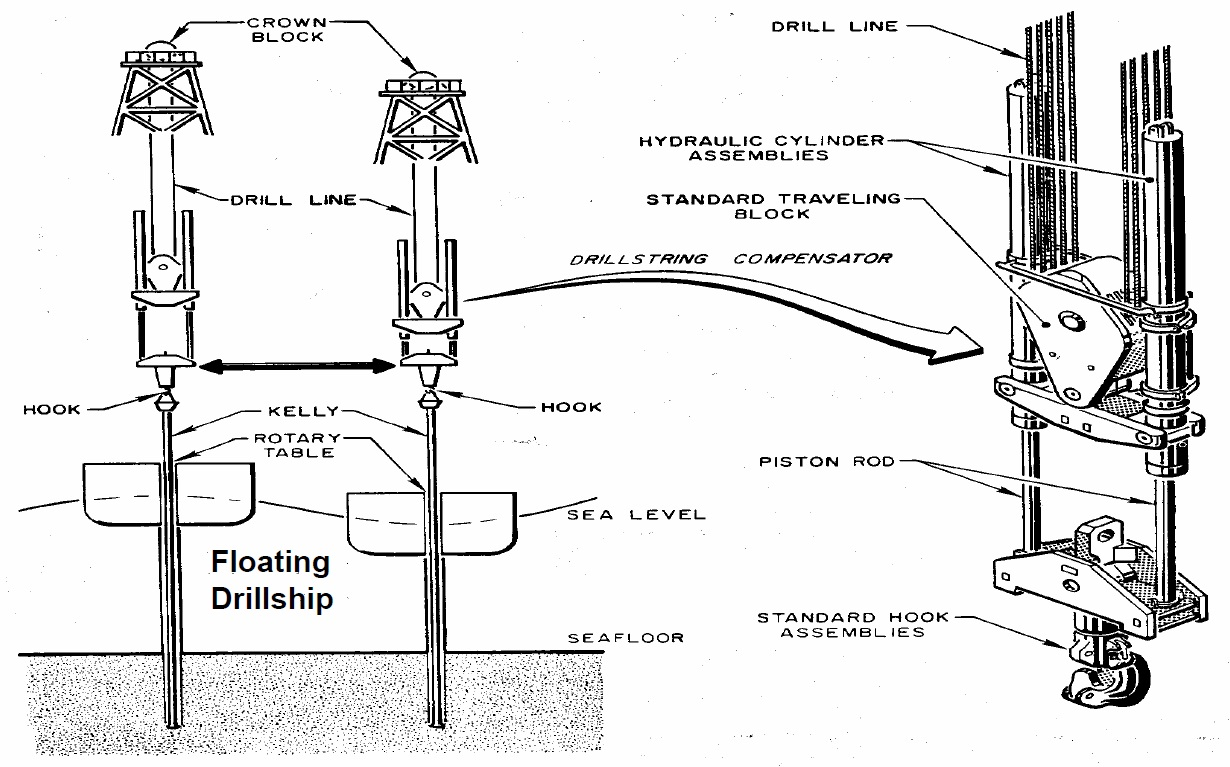 CROWN
BLOCK
DRILL LINE
HOOK
HOOK
KELLY
ROTARY
TABLE
SEA LEVEL
Floating
Drillship
SEAFLOOR
DRILLSTRING COMPENSATOR
DRILL LINE
HYDRAULIC CYLINDER
ASSEMBLIES
STANDARD TRAVELING
BLOCK
PISTON ROD
STANDARD HOOK
ASSEMBLIES